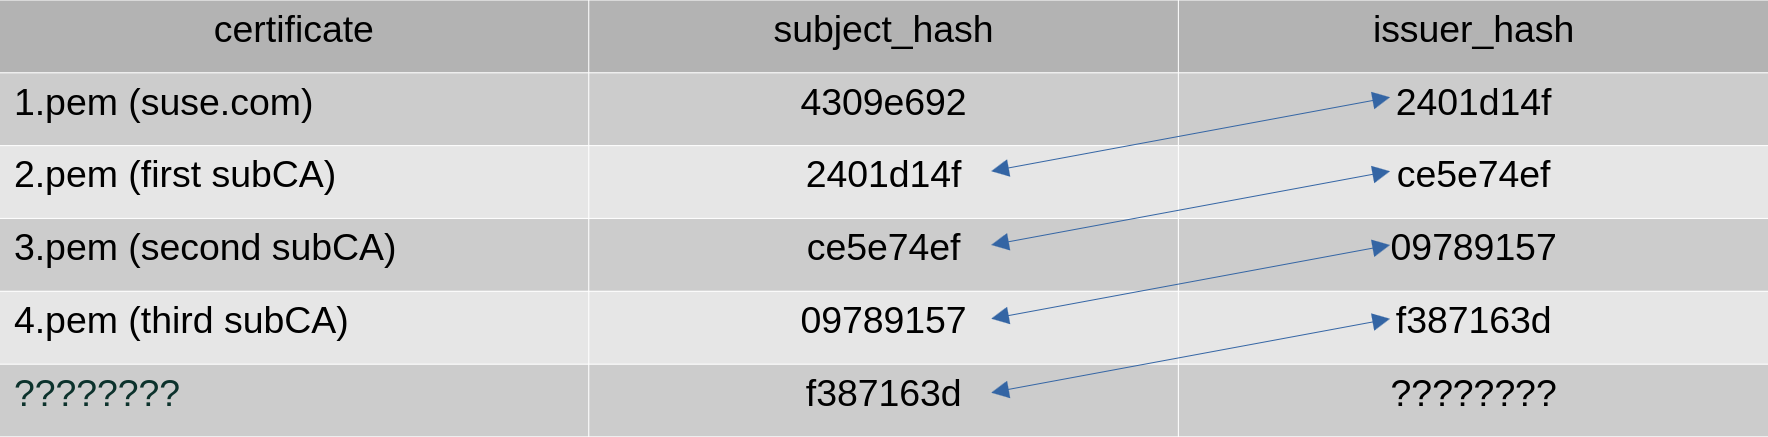 certificate subject_hash issuer_hash
1.pem (suse.com) 4309e692 2401d14f
2.pem (first subCA) 2401d14f ce5e74ef
3.pem (second subCA) ce5e74ef 09789157
4.pem (third subCA) 09789157 f387163d
???????? f387163d ????????